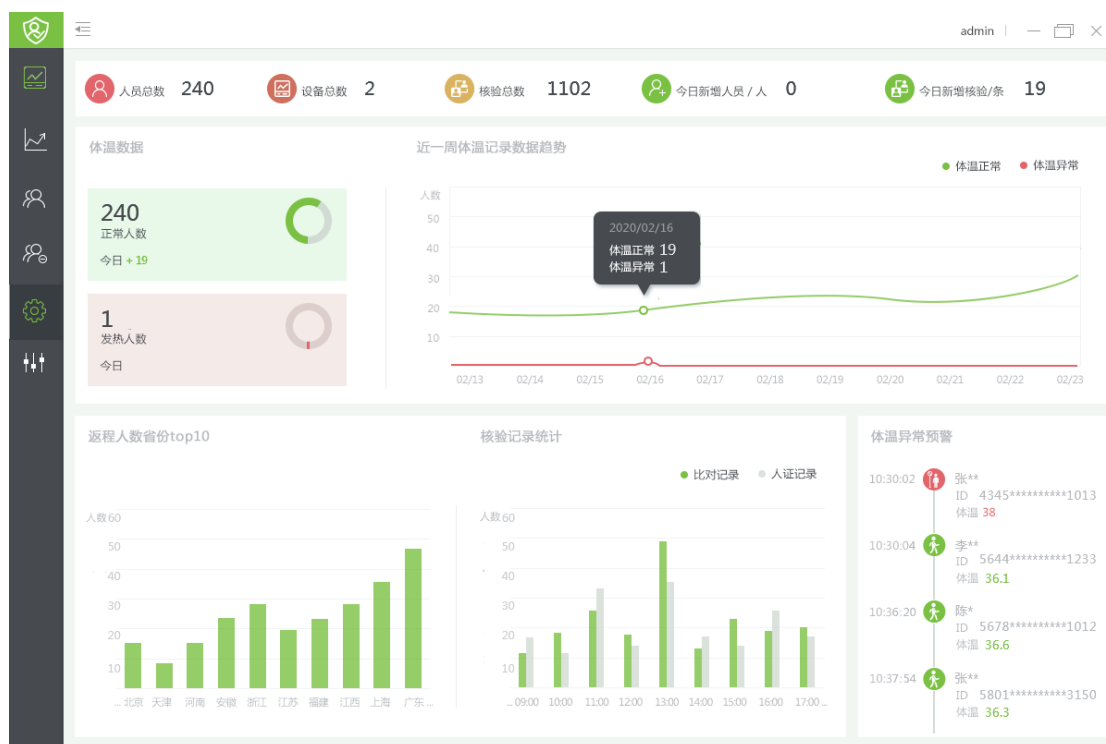 admin
人员总数 240 设备总数 2 核验总数 1102 今日新增人员 / 人 0 今日新增核验/条 19
体温数据
240
正常人数
今日 + 19
1
发热人数
今日
近一周体温记录数据趋势
体温正常 体温异常
人数
50
40
30
20
10
2020/02/16
体温正常 19
体温异常 1
02/13 02/14 02/15 02/16 02/17 02/18 02/19 02/20 02/21 02/22 02/23
返程人数省份top10
人数60
50
40
30
20
10
... 北京 天津 河南 安徽 浙江 江苏 福建 江西 上海 广东 ...
核验记录统计
比对记录 人证记录
人数60
50
40
30
20
10
... 09:00 10:00 11:00 12:00 13:00 14:00 15:00 16:00 17:00 ...
体温异常预警
10:30:02 张**
ID 4345**********1013
体温 38
10:30:04 李**
ID 5644**********1233
体温 36.1
10:36:20 陈*
ID 5678**********1012
体温 36.6
10:37:54 张**
ID 5801**********3150
体温 36.3